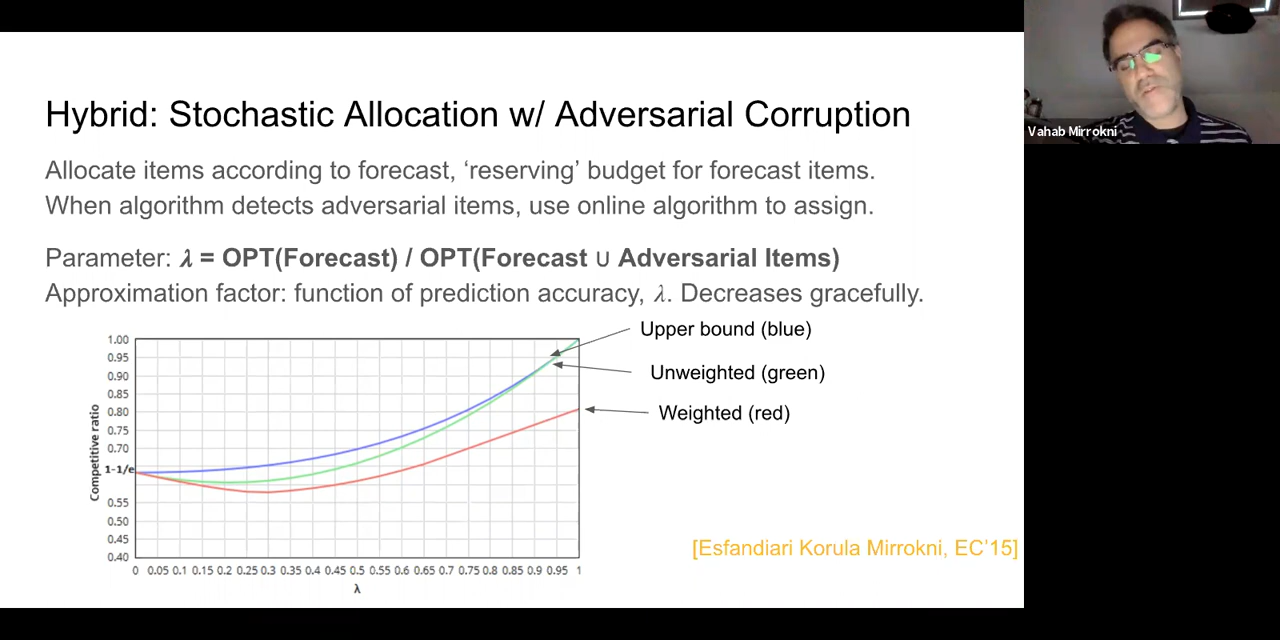 Hybrid: Stochastic Allocation w/ Adversarial Corruption
Allocate items according to forecast, ‘reserving’ budget for forecast items.
When algorithm detects adversarial items, use online algorithm to assign.
Parameter: λ = OPT(Forecast) / OPT(Forecast ∪ Adversarial Items)
Approximation factor: function of prediction accuracy, λ. Decreases gracefully.
Upper bound (blue)
Unweighted (green)
Weighted (red)
Competitive ratio
1.00
0.95
0.90
0.85
0.80
0.75
0.70
1-1/e
0.55
0.50
0.45
0.40
0 0.05 0.1 0.15 0.2 0.25 0.3 0.35 0.4 0.45 0.5 0.55 0.6 0.65 0.7 0.75 0.8 0.85 0.9 0.95 1
λ
[Esfandiari Korula Mirrokni, EC’15]
Vahab Mirrokni